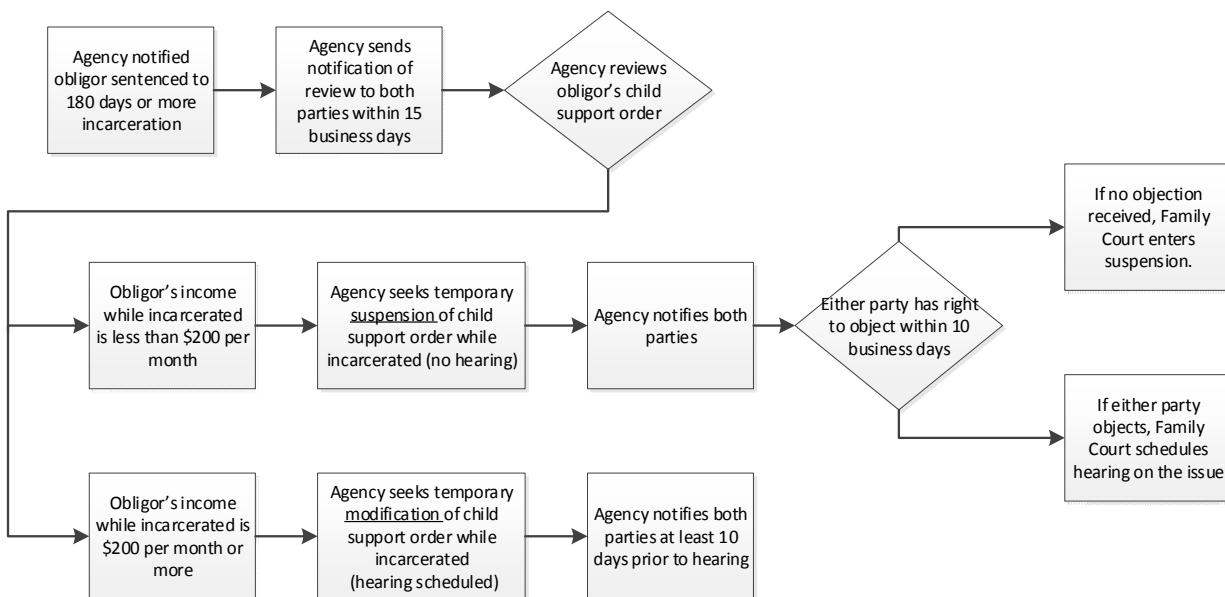 Agency notified
obligor sentenced to
180 days or more
incarceration
Agency sends
notification of
review to both
parties within 15
business days
Agency reviews
obligor's child
support order
Obligor's income
while incarcerated
is less than $200 per
month
Agency seeks temporary
suspension of child
support order while
incarcerated (no hearing)
Agency notifies both
parties
Either party has right
to object within 10
business days
If no objection
received, Family
Court enters
suspension.
If either party
objects, Family
Court schedules
hearing on the issue
Obligor's income
while incarcerated is
$200 per month or
more
Agency seeks temporary
modification of child
support order while
incarcerated
(hearing scheduled)
Agency notifies both
parties at least 10
days prior to hearing